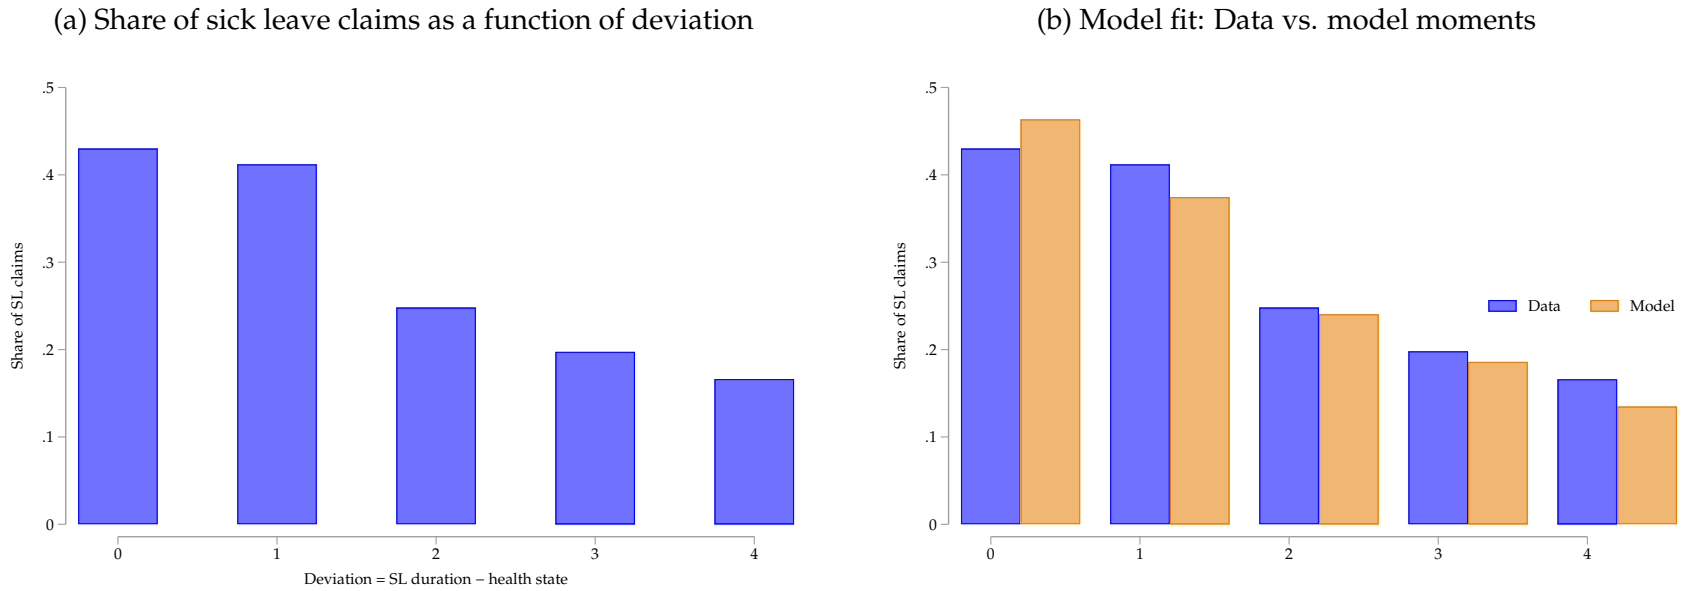 (a) Share of sick leave claims as a function of deviation
.5
.4
.3
.2
.1
0
Share of SL claims
0 1 2 3 4
Deviation = SL duration – health state
(b) Model fit: Data vs. model moments
.5
.4
.3
.2
.1
0
Share of SL claims
0 1 2 3 4
Data Model